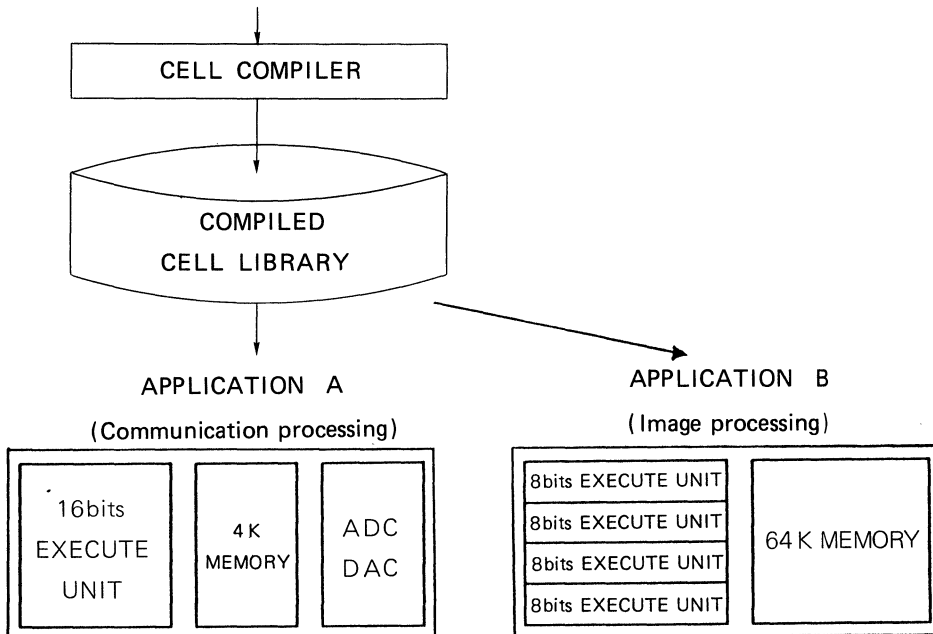 CELL COMPILER
COMPILED
CELL LIBRARY
APPLICATION A
(Communication processing)
16bits
EXECUTE
UNIT
4K
MEMORY
ADC
DAC
APPLICATION B
(Image processing)
8bits EXECUTE UNIT
8bits EXECUTE UNIT
8bits EXECUTE UNIT
8bits EXECUTE UNIT
64K MEMORY